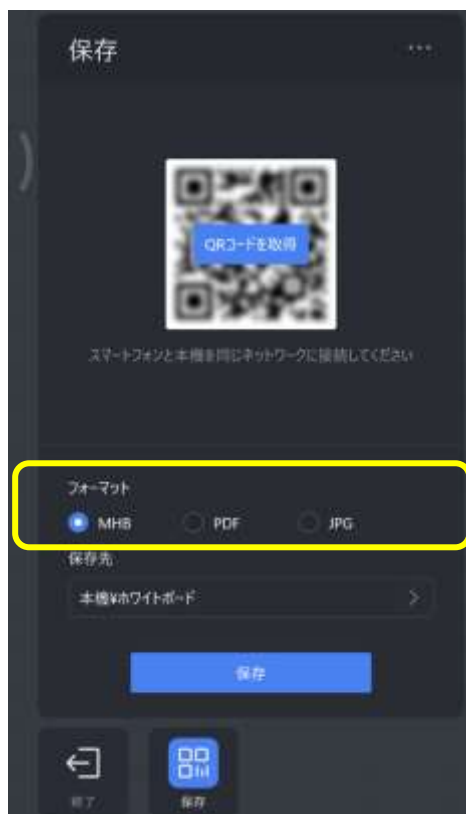 保存
QRコードを取得
スマートフォンと本機を同じネットワークに接続してください
フォーマット
MHB PDF JPG
保存先
本機¥ホワイトボード
保存
終了 保存